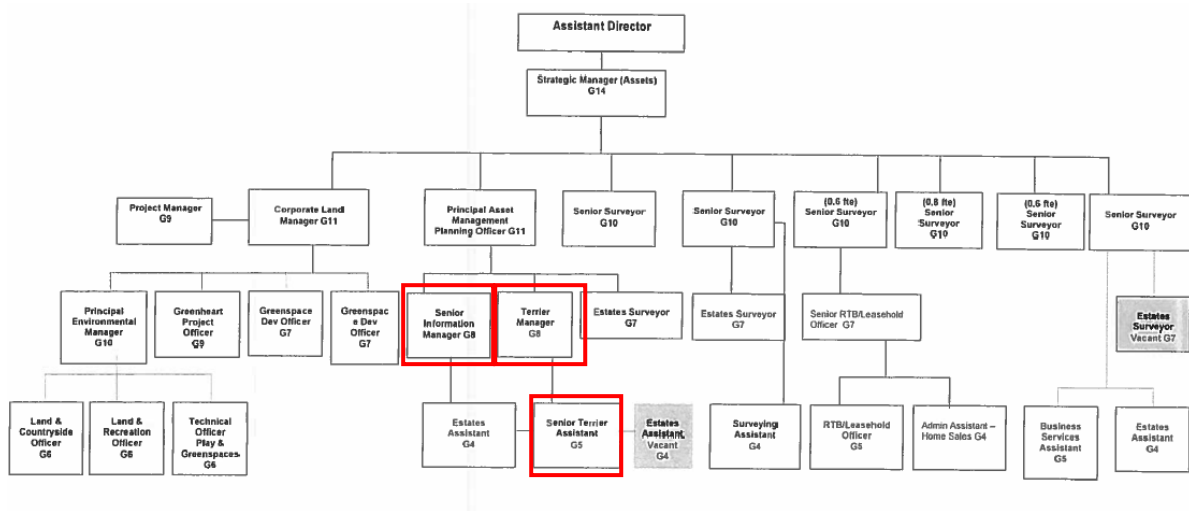 Assistant Director
Strategic Manager (Assets)
G14
Project Manager
G9
Corporate Land
Manager G11
Principal Asset
Management
Planning Officer G11
Senior Surveyor
G10
Senior Surveyor
G10
(0.6 fte)
Senior Surveyor
G10
(0.8 fte)
Senior
Surveyor
G10
(0.6 fte)
Senior
Surveyor
G10
Senior Surveyor
G10
Principal
Environmental
Manager
G10
Greenheart
Project
Officer
G9
Greenspace
Dev Officer
G7
Greenspac
e Dev
Officer
G7
Senior
Information
Manager G8
Terrier
Manager
G8
Estates Surveyor
G7
Estates Surveyor
G7
Senior RTB/Leasehold
Officer G7
Estates
Surveyor
Vacant G7
Land &
Countryside
Officer
G6
Land &
Recreation
Officer
G6
Technical
Officer
Play &
Greenspaces
G6
Estates
Assistant
G4
Senior Terrier
Assistant
G5
Estates
Assistant
Vacant
G4
Surveying
Assistant
G4
RTB/Leasehold
Officer
G5
Admin Assistant –
Home Sales G4
Business
Services
Assistant
G5
Estates
Assistant
G4